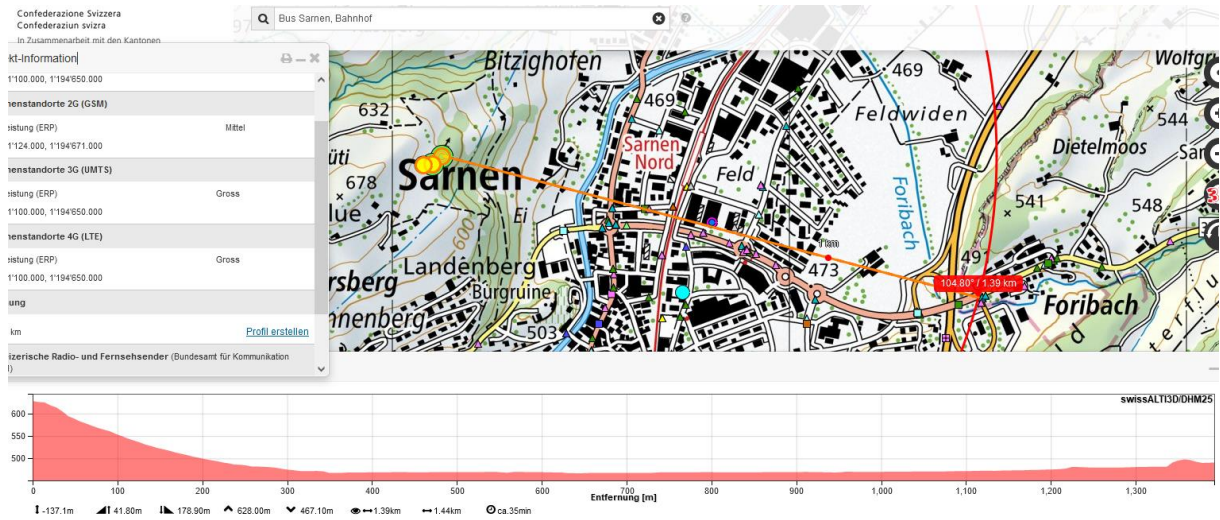 Confederazione Svizzera
Confederaziun svizra
In Zusammenarbeit mit den Kantonen
Bus Sarnen, Bahnhof
kt-Information
1'100.000, 1'194'650.000
nenstandorte 2G (GSM)
eistung (ERP) Mittel
1'124.000, 1'194'671.000
nenstandorte 3G (UMTS)
eistung (ERP) Gross
1'100.000, 1'194'650.000
nenstandorte 4G (LTE)
eistung (ERP) Gross
1'100.000, 1'194'650.000
ung
km Profil erstellen
izerische Radio- und Fernsehsender (Bundesamt für Kommunikation
Bitzighofen
469
469
632
Feldwiden
544
Dietelmoos
Sarnen
Nord
Feld
Sarnen
678
Ei
600
Foribach
541
548
1 km
473
49
104.80° / 1.39 km
Landenberg
Burgruine
503
rsberg
nenberg
Foribach
swissALTI3D/DHM25
600
550
500
0 100 200 300 400 500 600 700 800 900 1,000 1,100 1,200 1,300
Entfernung [m]
-137.1m 41.80m 178.90m 628.00m 467.10m 1.39km 1.44km ca.35min